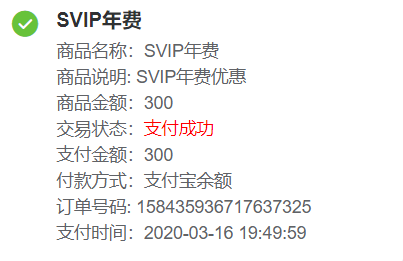 SVIP年费
商品名称：SVIP年费
商品说明: SVIP年费优惠
商品金额：300
交易状态：支付成功
支付金额：300
付款方式：支付宝余额
订单号码: 158435936717637325
支付时间：2020-03-16 19:49:59